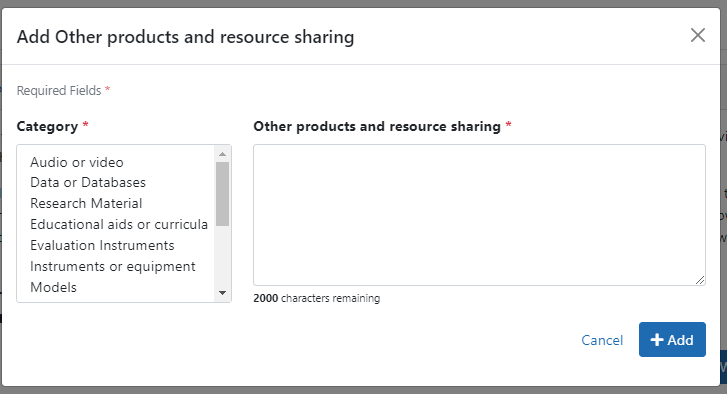 Add Other products and resource sharing
Required Fields *
Category *
Other products and resource sharing *
Audio or video
Data or Databases
Research Material
Educational aids or curricula
Evaluation Instruments
Instruments or equipment
Models
2000 characters remaining
Cancel
+ Add